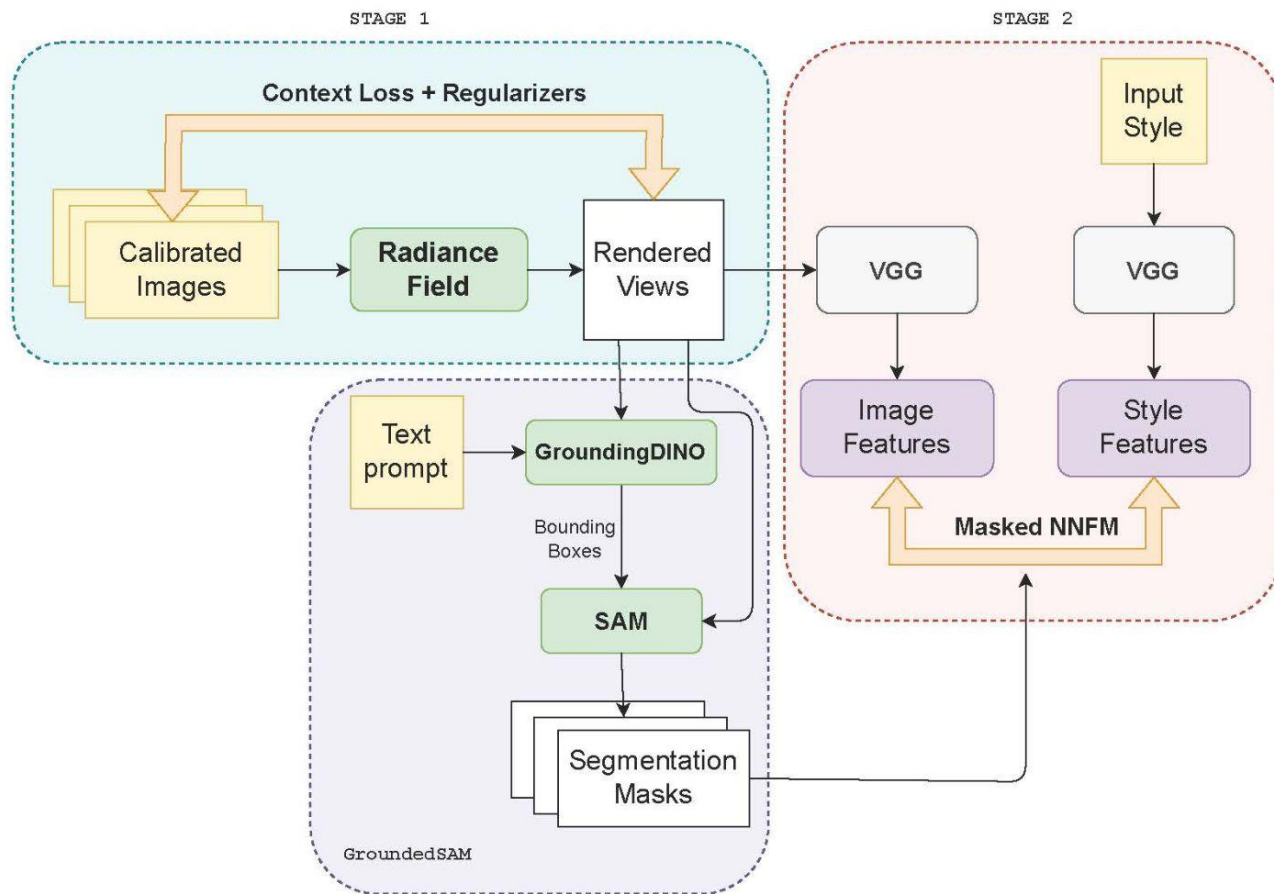 STAGE 1
STAGE 2
Context Loss + Regularizers
Input
Style
Calibrated
Images
Radiance
Field
Rendered
Views
VGG
VGG
Image
Features
Style
Features
Masked NNFM
Text
prompt
GroundingDINO
Bounding
Boxes
SAM
Segmentation
Masks
GroundedSAM